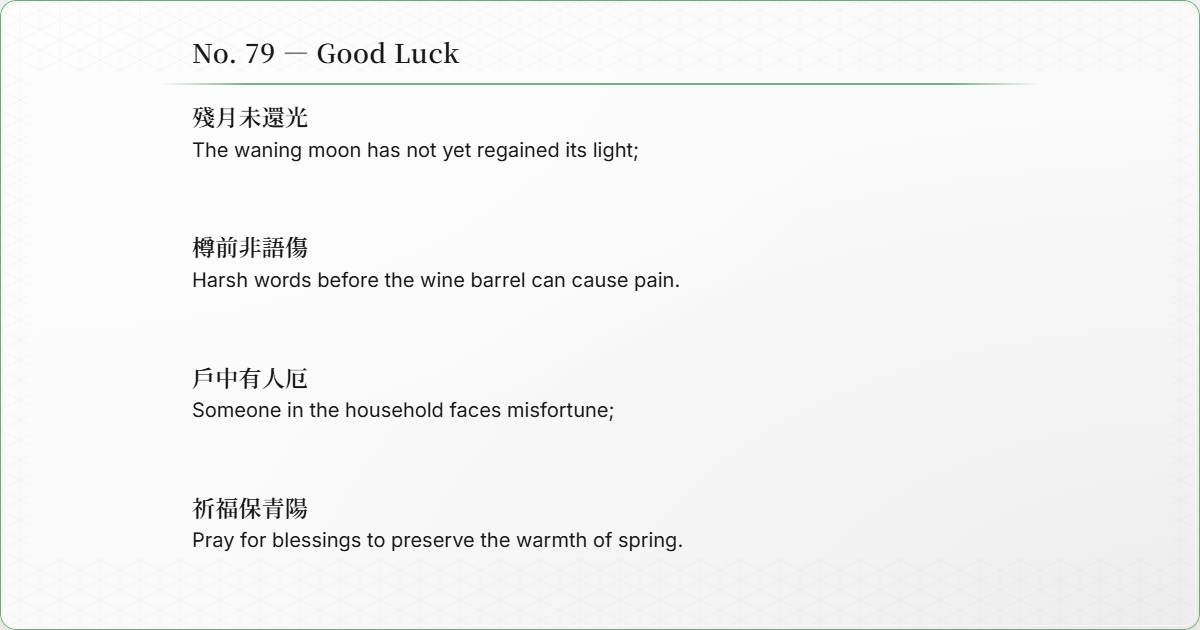 No. 79 — Good Luck
殘月未還光
The waning moon has not yet regained its light;
樽前非語傷
Harsh words before the wine barrel can cause pain.
戶中有人厄
Someone in the household faces misfortune;
祈福保青陽
Pray for blessings to preserve the warmth of spring.